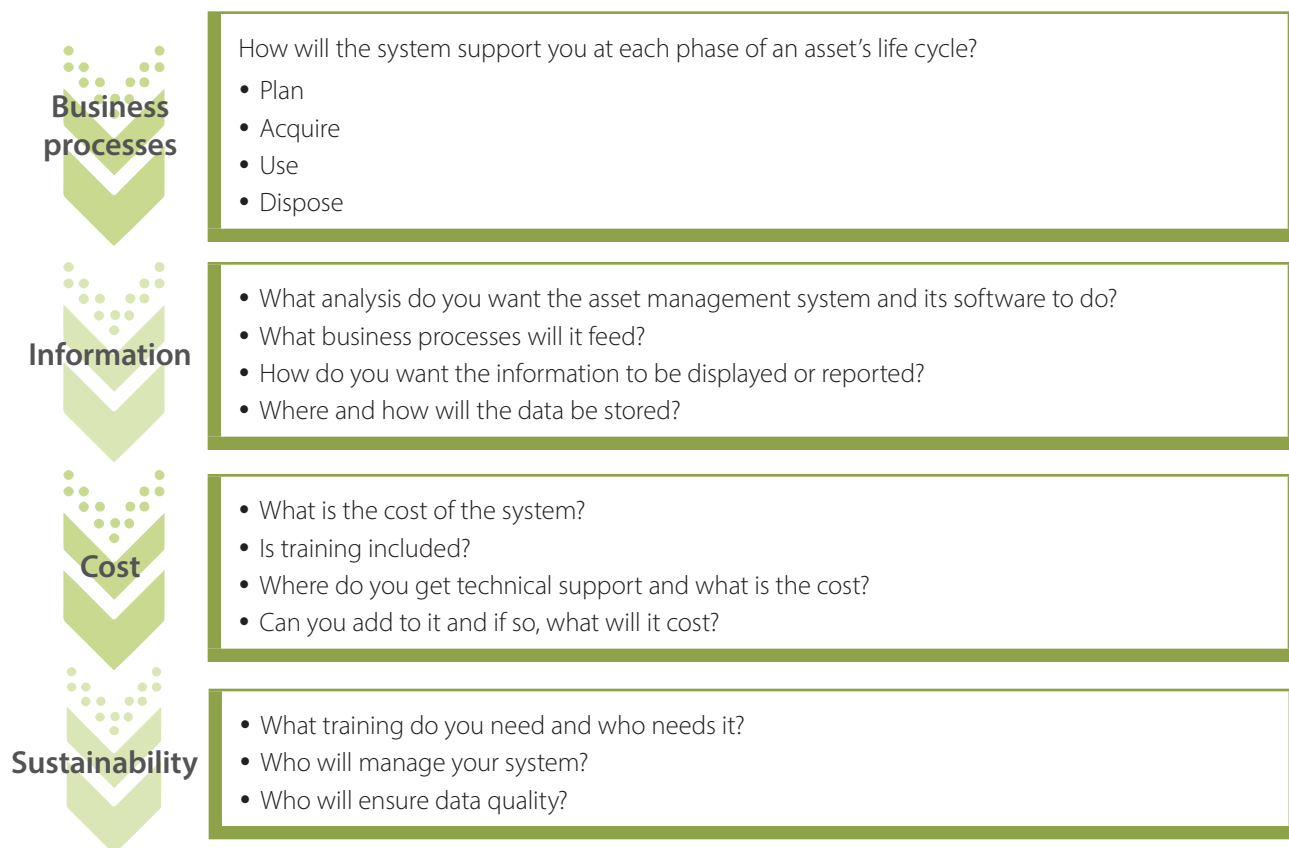 Business
processes
How will the system support you at each phase of an asset’s life cycle?
• Plan
• Acquire
• Use
• Dispose
Information
• What analysis do you want the asset management system and its software to do?
• What business processes will it feed?
• How do you want the information to be displayed or reported?
• Where and how will the data be stored?
Cost
• What is the cost of the system?
• Is training included?
• Where do you get technical support and what is the cost?
• Can you add to it and if so, what will it cost?
Sustainability
• What training do you need and who needs it?
• Who will manage your system?
• Who will ensure data quality?